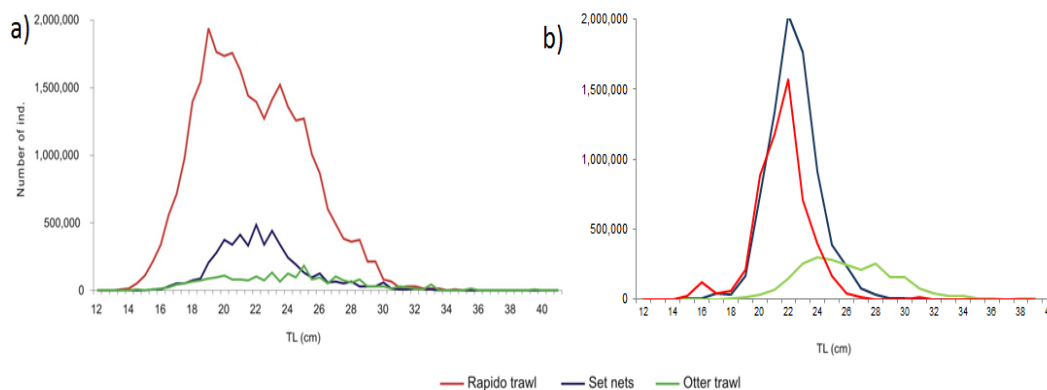 a)
2,000,000
1,500,000
1,000,000
500,000
0
Number of ind.
12 14 16 18 20 22 24 26 28 30 32 34 36 38 40
TL (cm)
b)
2,000,000
1,500,000
1,000,000
500,000
0
12 14 16 18 20 22 24 26 28 30 32 34 36 38 4
TL (cm)
Rapido trawl Set nets Otter trawl